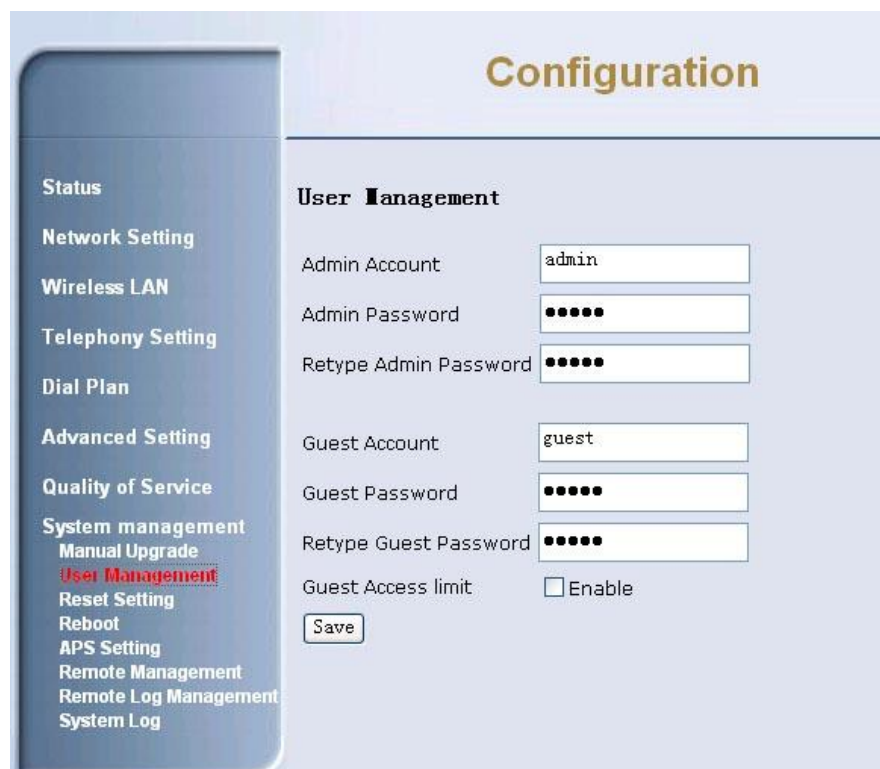 Configuration
Status
Network Setting
Wireless LAN
Telephony Setting
Dial Plan
Advanced Setting
Quality of Service
System management
Manual Upgrade
User Management
Reset Setting
Reboot
APS Setting
Remote Management
Remote Log Management
System Log
User Management
Admin Account admin
Admin Password •••••
Retype Admin Password •••••
Guest Account guest
Guest Password •••••
Retype Guest Password •••••
Guest Access limit Enable
Save